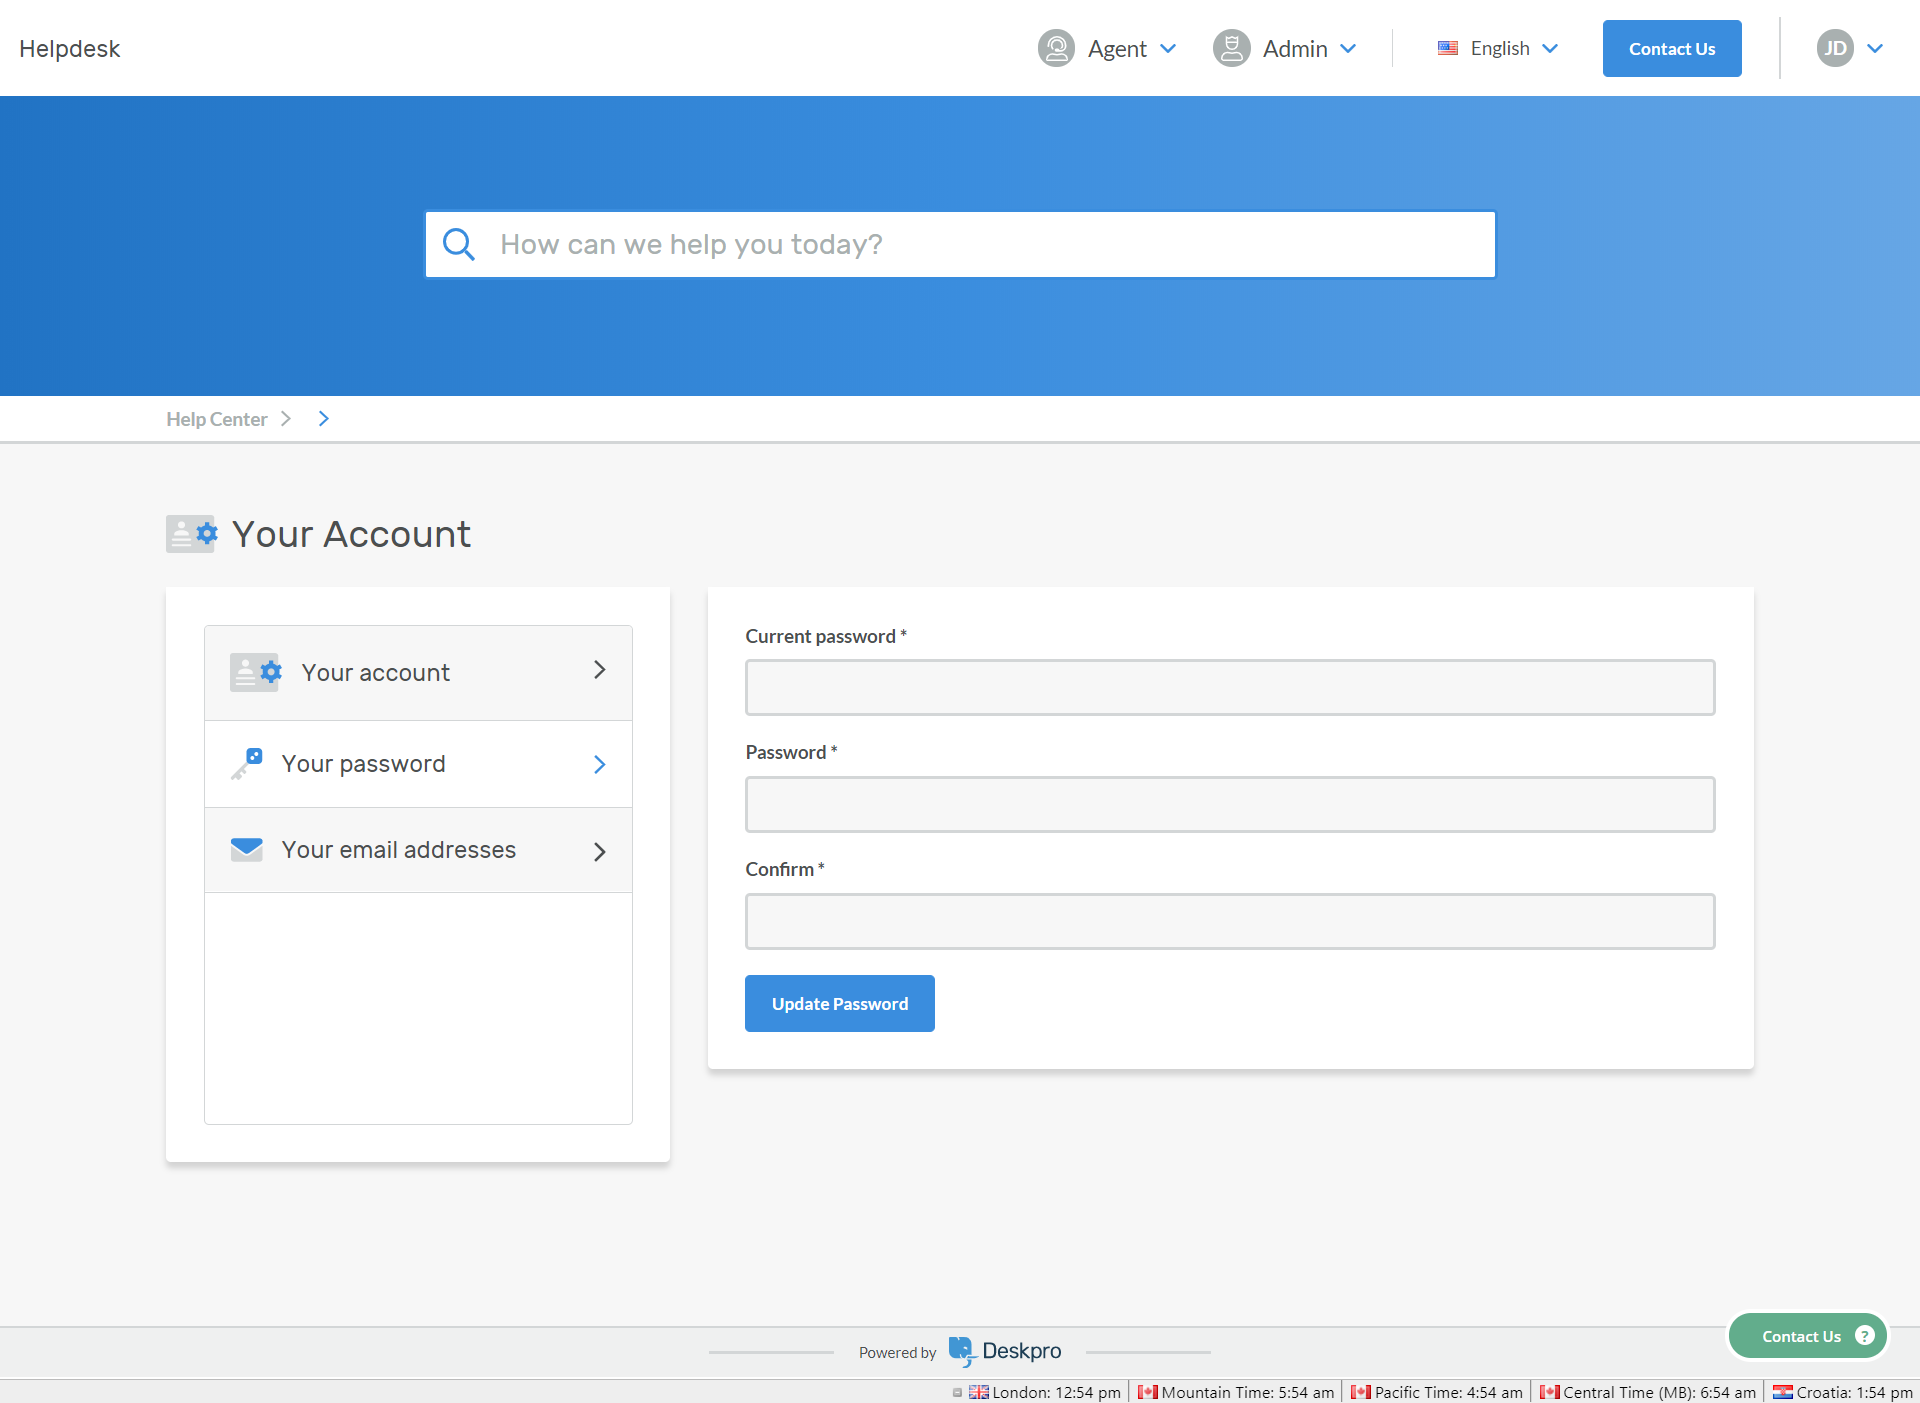 Helpdesk
Agent
Admin
English
Contact Us
JD
How can we help you today?
Help Center
Your Account
Your account
Your password
Your email addresses
Current password *
Password *
Confirm *
Update Password
Contact Us ?
Powered by Deskpro
London: 12:54 pm
Mountain Time: 5:54 am
Pacific Time: 4:54 am
Central Time (MB): 6:54 am
Croatia: 1:54 pm